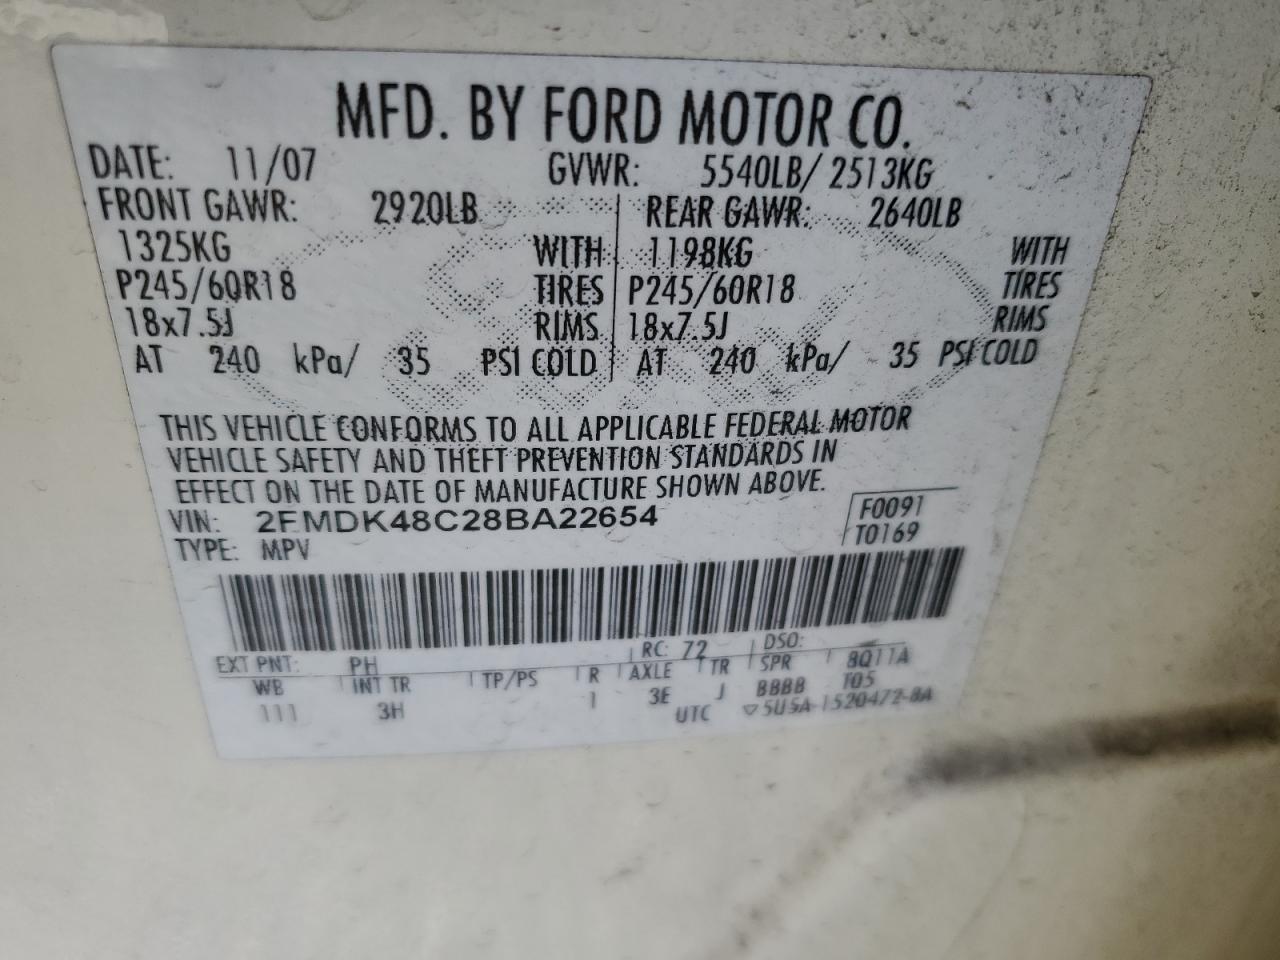 MFD. BY FORD MOTOR CO.
DATE: 11/07 GVWR: 5540LB/ 2513KG
FRONT GAWR: 2920LB REAR GAWR: 2640LB
1325KG WITH 1198KG WITH
P245/60R18 TIRES P245/60R18 TIRES
18x7.5J RIMS 18x7.5J RIMS
AT 240 kPa/ 35 PSI COLD AT 240 kPa/ 35 PSI COLD
THIS VEHICLE CONFORMS TO ALL APPLICABLE FEDERAL MOTOR
VEHICLE SAFETY AND THEFT PREVENTION STANDARDS IN
EFFECT ON THE DATE OF MANUFACTURE SHOWN ABOVE.
VIN: 2FMDK48C28BA22654 F0091
TYPE: MPV T0169
EXT PNT: PH RC: 72 DSO:
WB INT TR TP/PS R AXLE TR SPR 8Q11A
111 3H 1 3E J BBBB T05
UTC ▽5U5A-1520472-BA